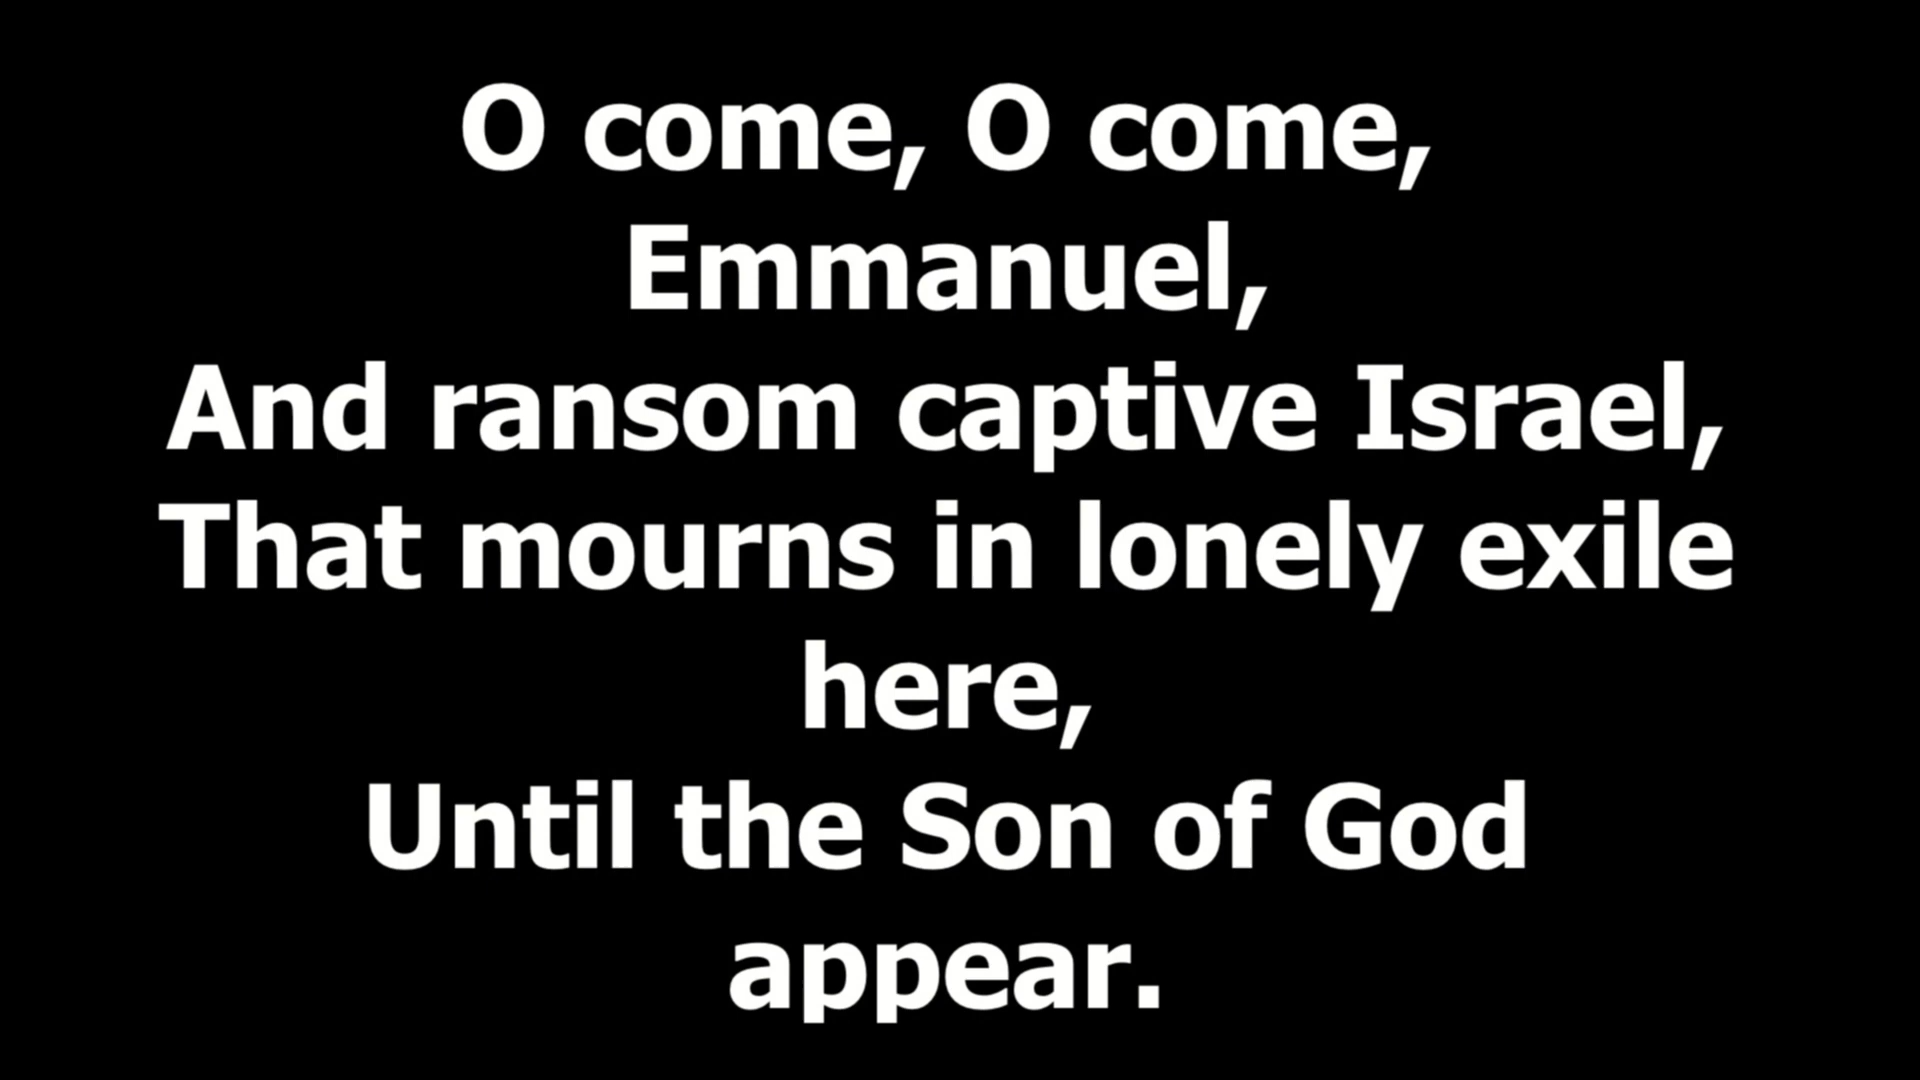 O come, O come,
Emmanuel,
And ransom captive Israel,
That mourns in lonely exile
here,
Until the Son of God
appear.